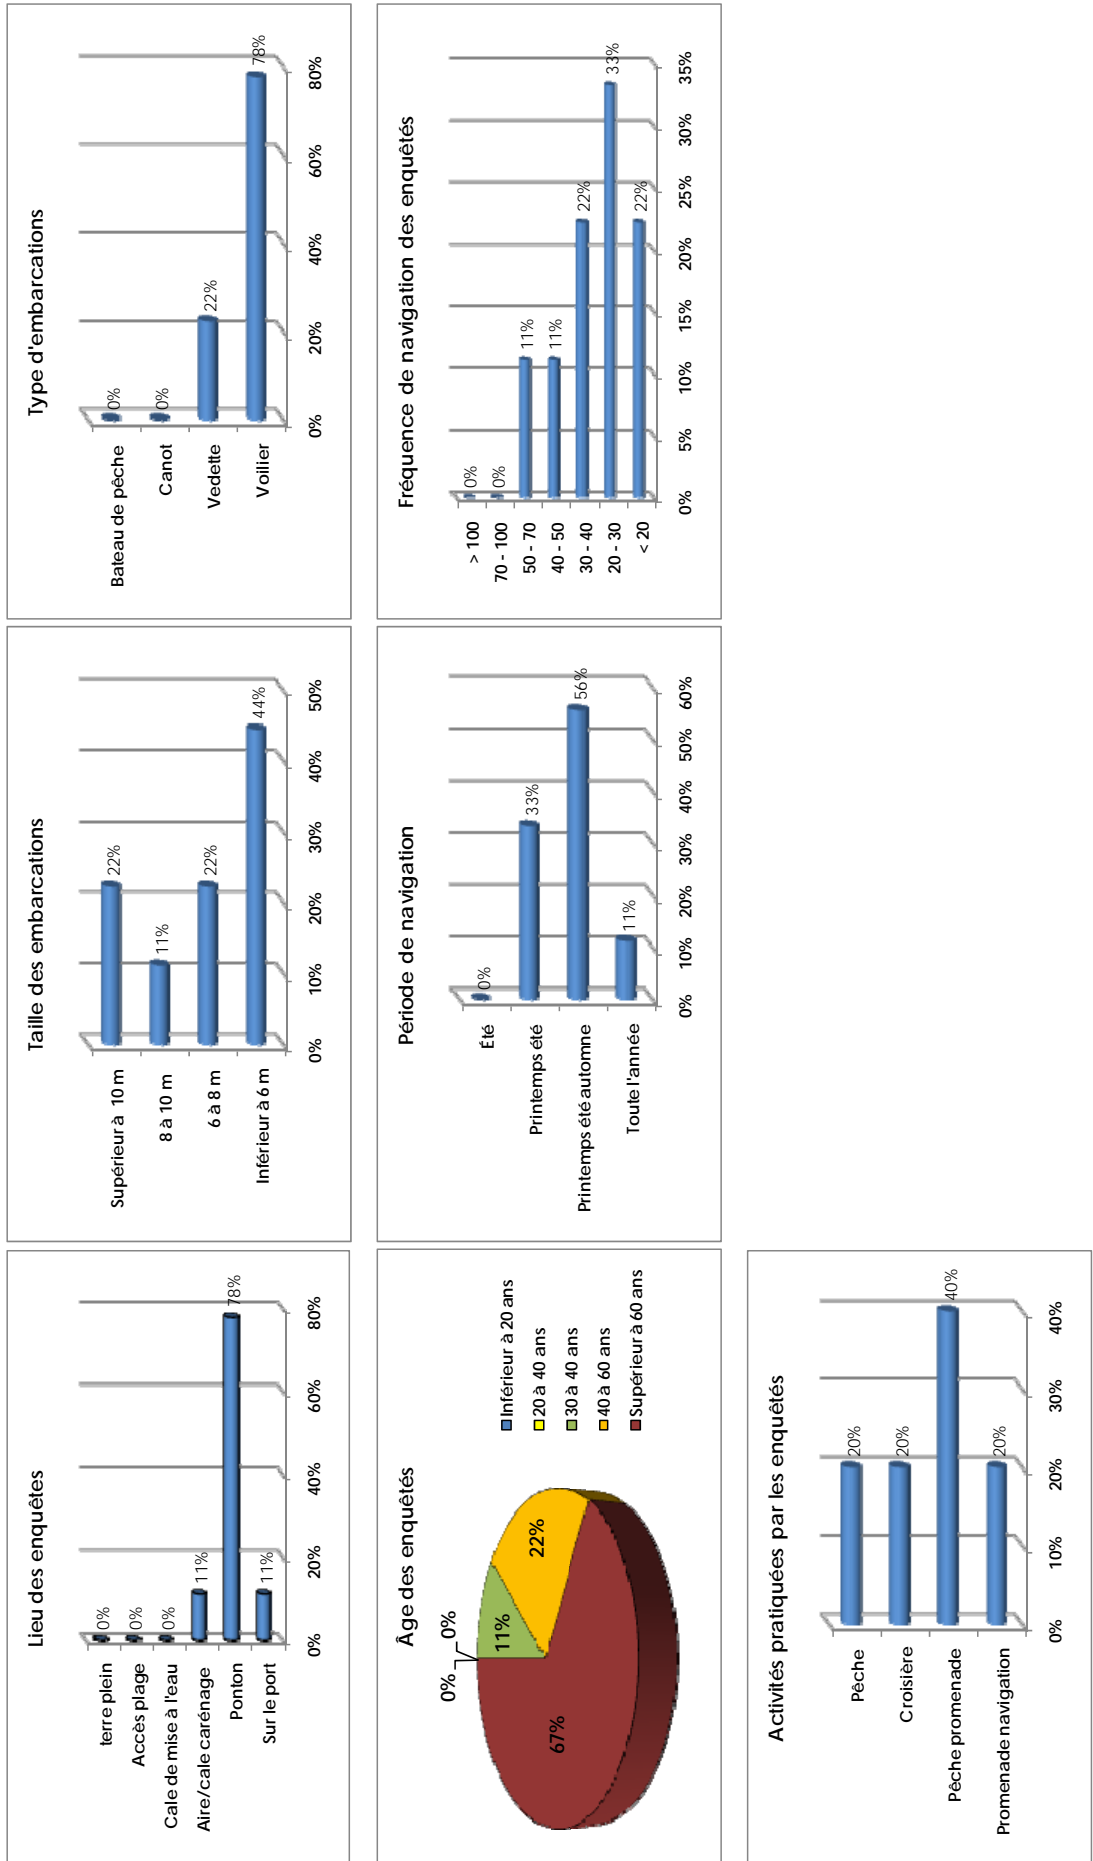 Lieu des enquêtes
terre plein
Accès plage
Cale de mise à l'eau
Aire/cale carénage
Ponton
Sur le port
0%
0%
0%
11%
78%
11%
0%
20%
40%
60%
80%
Taille des embarcations
Supérieur à 10 m
8 à 10 m
6 à 8 m
Inférieur à 6 m
22%
11%
22%
44%
0%
10%
20%
30%
40%
50%
Type d'embarcations
Bateau de pêche
Canot
Vedette
Voilier
0%
0%
22%
78%
0%
20%
40%
60%
80%
Âge des enquêtés
0%
0%
11%
22%
67%
Inférieur à 20 ans
20 à 40 ans
30 à 40 ans
40 à 60 ans
Supérieur à 60 ans
Période de navigation
Été
Printemps été
Printemps été automne
Toute l'année
0%
33%
56%
11%
0%
10%
20%
30%
40%
50%
60%
Fréquence de navigation des enquêtés
> 100
70 - 100
50 - 70
40 - 50
30 - 40
20 - 30
< 20
0%
0%
11%
11%
22%
33%
22%
0%
5%
10%
15%
20%
25%
30%
35%
Activités pratiquées par les enquêtés
Pêche
Croisière
Pêche promenade
Promenade navigation
20%
20%
40%
20%
0%
10%
20%
30%
40%